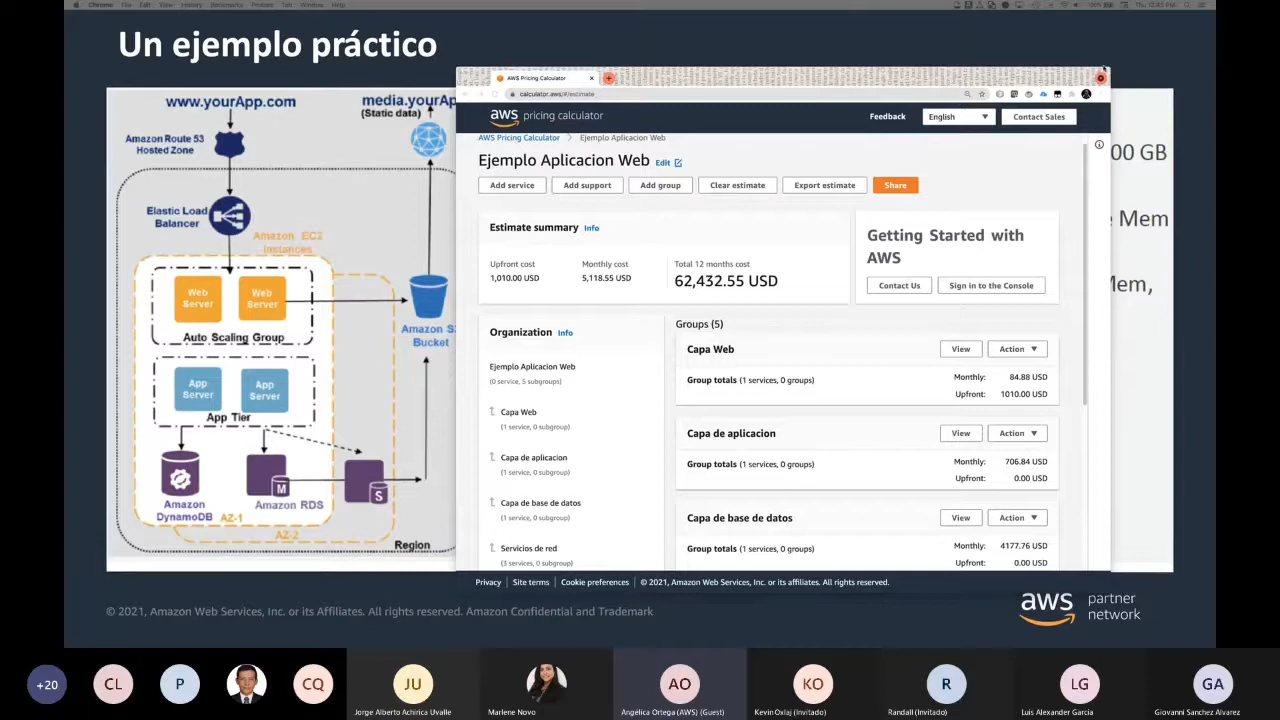 Chrome File Edit View History Bookmarks Profiles Tab Window Help
Un ejemplo práctico
www.yourApp.com
media.yourAp
(Static data)
Amazon Route 53
Hosted Zone
Elastic Load
Balancer
Amazon EC2
Instances
Web
Server
Web
Server
Auto Scaling Group
Amazon S
Bucket
App
Server
App
Server
App Tier
M
S
Amazon
DynamoDB
Amazon RDS
AZ-1
AZ-2
Region
AWS Pricing Calculator
calculator.aws/#/estimate
aws pricing calculator
Feedback
English
Contact Sales
AWS Pricing Calculator > Ejemplo Aplicacion Web
Ejemplo Aplicacion Web Edit
Add service
Add support
Add group
Clear estimate
Export estimate
Share
Estimate summary Info
Upfront cost
1,010.00 USD
Monthly cost
5,118.55 USD
Total 12 months cost
62,432.55 USD
Getting Started with
AWS
Contact Us
Sign in to the Console
Organization Info
Ejemplo Aplicacion Web
(0 service, 5 subgroups)
Capa Web
(1 service, 0 subgroup)
Capa de aplicacion
(1 service, 0 subgroup)
Capa de base de datos
(1 service, 0 subgroup)
Servicios de red
(3 services, 0 subgroup)
Groups (5)
Capa Web
View
Action
Group totals (1 services, 0 groups)
Monthly: 84.88 USD
Upfront: 1010.00 USD
Capa de aplicacion
View
Action
Group totals (1 services, 0 groups)
Monthly: 706.84 USD
Upfront: 0.00 USD
Capa de base de datos
View
Action
Group totals (1 services, 0 groups)
Monthly: 4177.76 USD
Upfront: 0.00 USD
Privacy | Site terms | Cookie preferences | © 2021, Amazon Web Services, Inc. or its affiliates. All rights reserved.
00 GB
Mem
Mem,
© 2021, Amazon Web Services, Inc. or its Affiliates. All rights reserved. Amazon Confidential and Trademark
aws partner
network
+20
CL
P
CQ
JU
Jorge Alberto Achirica Uvalle
Marlene Novo
AO
Angélica Ortega (AWS) (Guest)
KO
Kevin Oxlaj (Invitado)
R
Randall (Invitado)
LG
Luis Alexander Garcia
GA
Giovanni Sanchez Alvarez